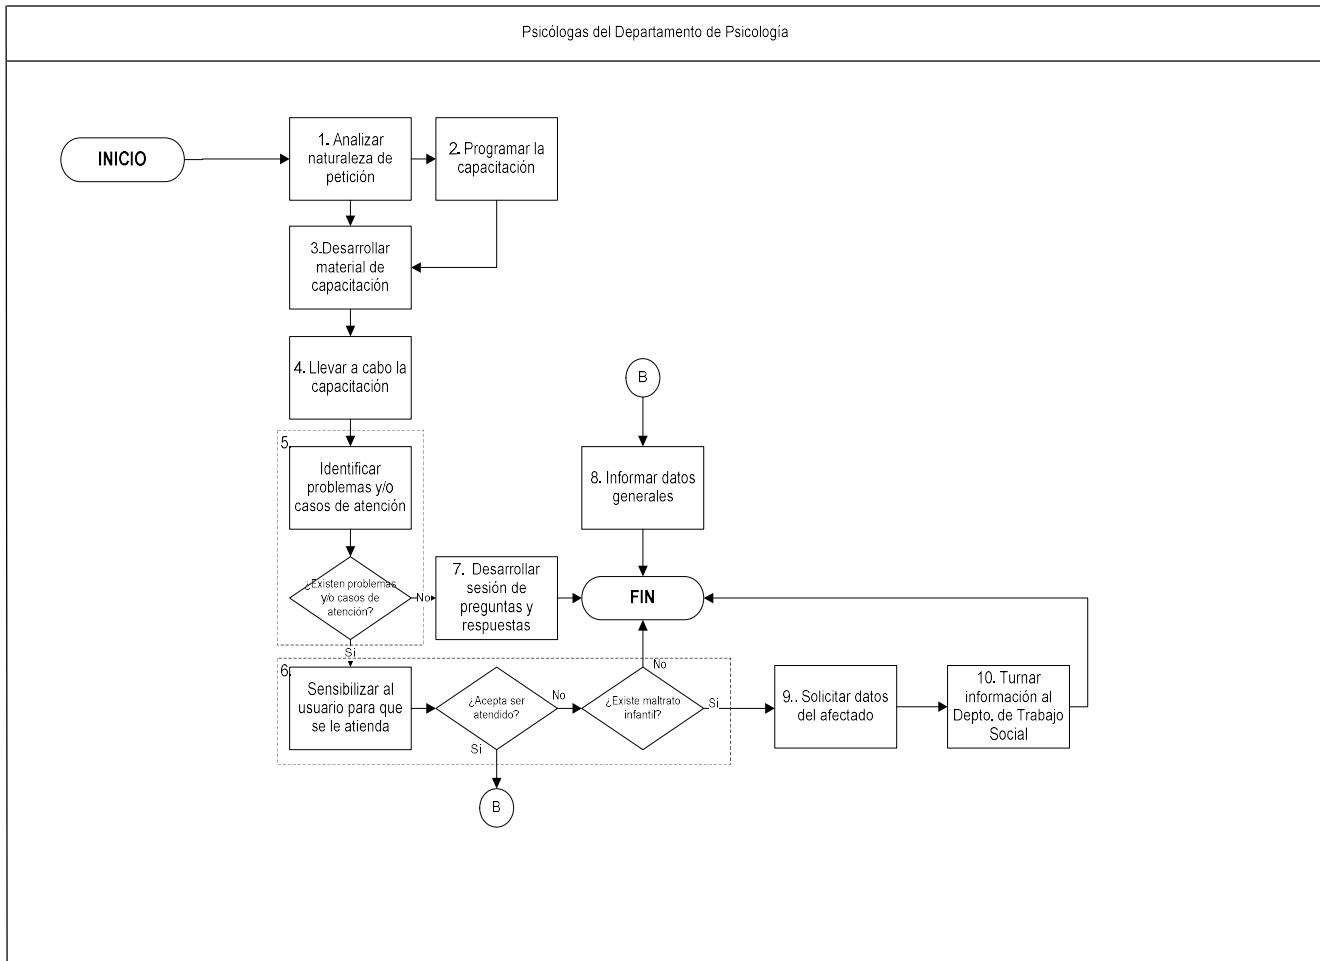 Psicólogas del Departamento de Psicología
INICIO
1. Analizar
naturaleza de
petición
2. Programar la
capacitación
3.Desarrollar
material de
capacitación
4. Llevar a cabo la
capacitación
B
5.
Identificar
problemas y/o
casos de atención
8. Informar datos
generales
¿Existen problemas
y/o casos de
atención?
No
7. Desarrollar
sesión de
preguntas y
respuestas
FIN
Si
6.
Sensibilizar al
usuario para que
se le atienda
¿Acepta ser
atendido?
No
Si
¿Existe maltrato
infantil?
No
Si
9.. Solicitar datos
del afectado
10. Turnar
información al
Depto. de Trabajo
Social
B